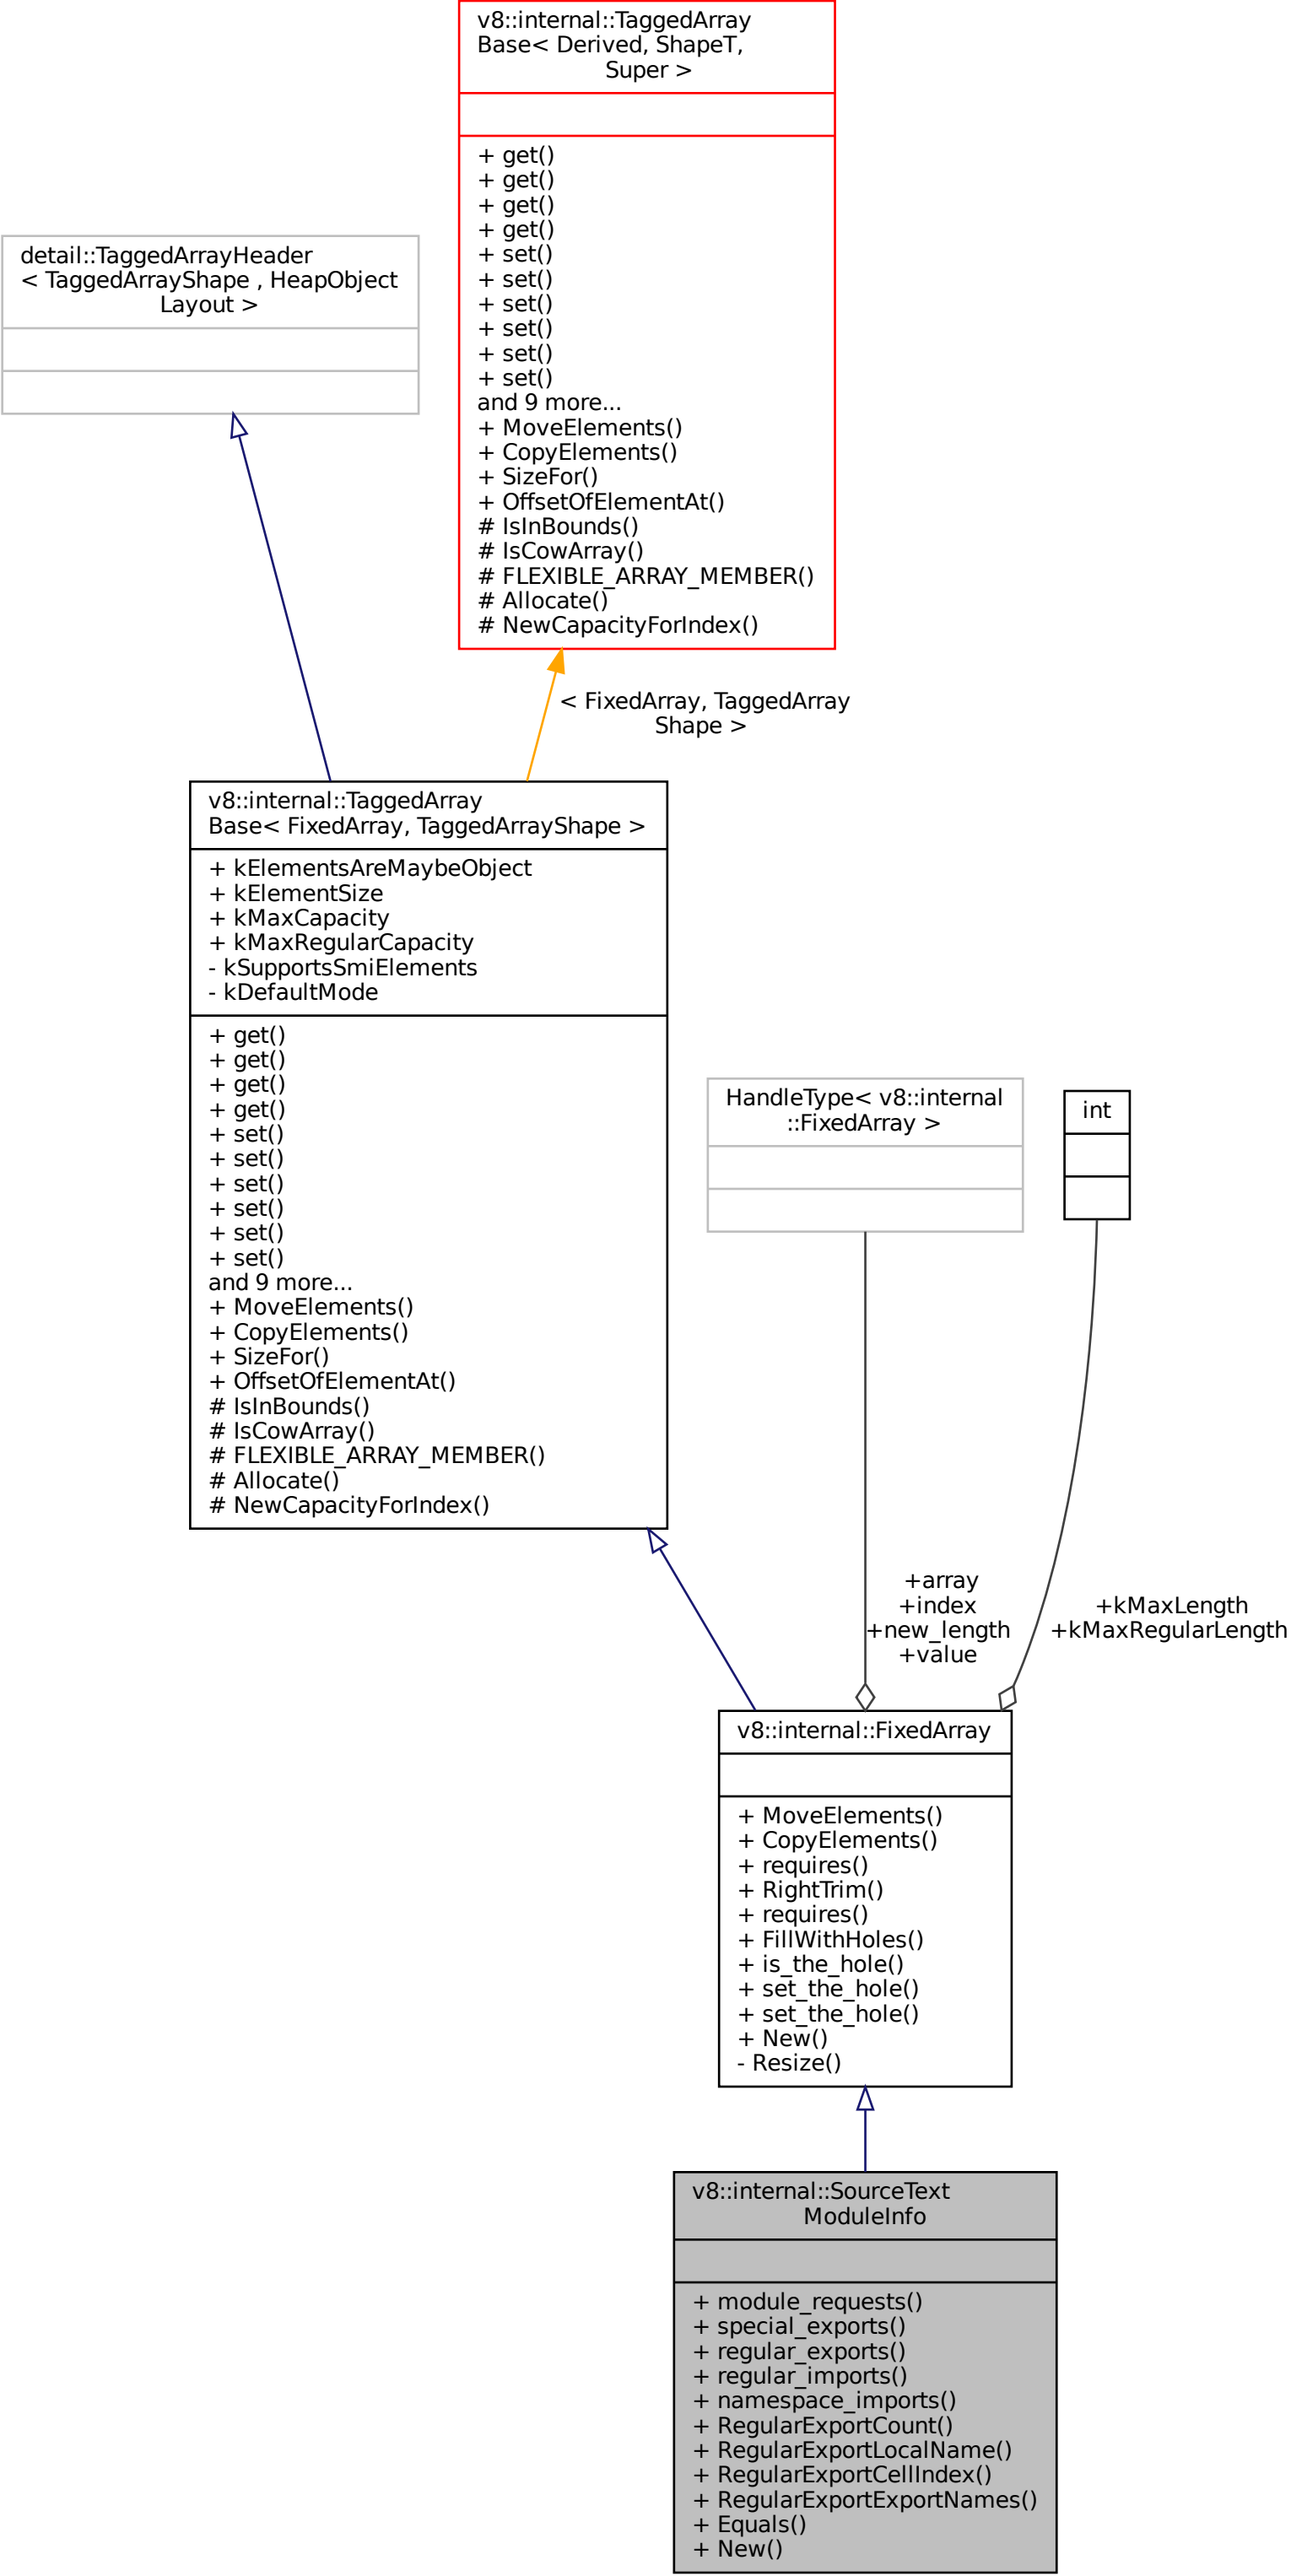 v8::internal::TaggedArray
Base< Derived, ShapeT,
Super >
+ get()
+ get()
+ get()
+ get()
+ set()
+ set()
+ set()
+ set()
+ set()
+ set()
and 9 more...
+ MoveElements()
+ CopyElements()
+ SizeFor()
+ OffsetOfElementAt()
# IsInBounds()
# IsCowArray()
# FLEXIBLE_ARRAY_MEMBER()
# Allocate()
# NewCapacityForIndex()
detail::TaggedArrayHeader
< TaggedArrayShape , HeapObject
Layout >
< FixedArray, TaggedArray
Shape >
v8::internal::TaggedArray
Base< FixedArray, TaggedArrayShape >
+ kElementsAreMaybeObject
+ kElementSize
+ kMaxCapacity
+ kMaxRegularCapacity
- kSupportsSmiElements
- kDefaultMode
+ get()
+ get()
+ get()
+ get()
+ set()
+ set()
+ set()
+ set()
+ set()
+ set()
and 9 more...
+ MoveElements()
+ CopyElements()
+ SizeFor()
+ OffsetOfElementAt()
# IsInBounds()
# IsCowArray()
# FLEXIBLE_ARRAY_MEMBER()
# Allocate()
# NewCapacityForIndex()
HandleType< v8::internal
::FixedArray >
int
+array
+index
+new_length
+value
+kMaxLength
+kMaxRegularLength
v8::internal::FixedArray
+ MoveElements()
+ CopyElements()
+ requires()
+ RightTrim()
+ requires()
+ FillWithHoles()
+ is_the_hole()
+ set_the_hole()
+ set_the_hole()
+ New()
- Resize()
v8::internal::SourceText
ModuleInfo
+ module_requests()
+ special_exports()
+ regular_exports()
+ regular_imports()
+ namespace_imports()
+ RegularExportCount()
+ RegularExportLocalName()
+ RegularExportCellIndex()
+ RegularExportExportNames()
+ Equals()
+ New()